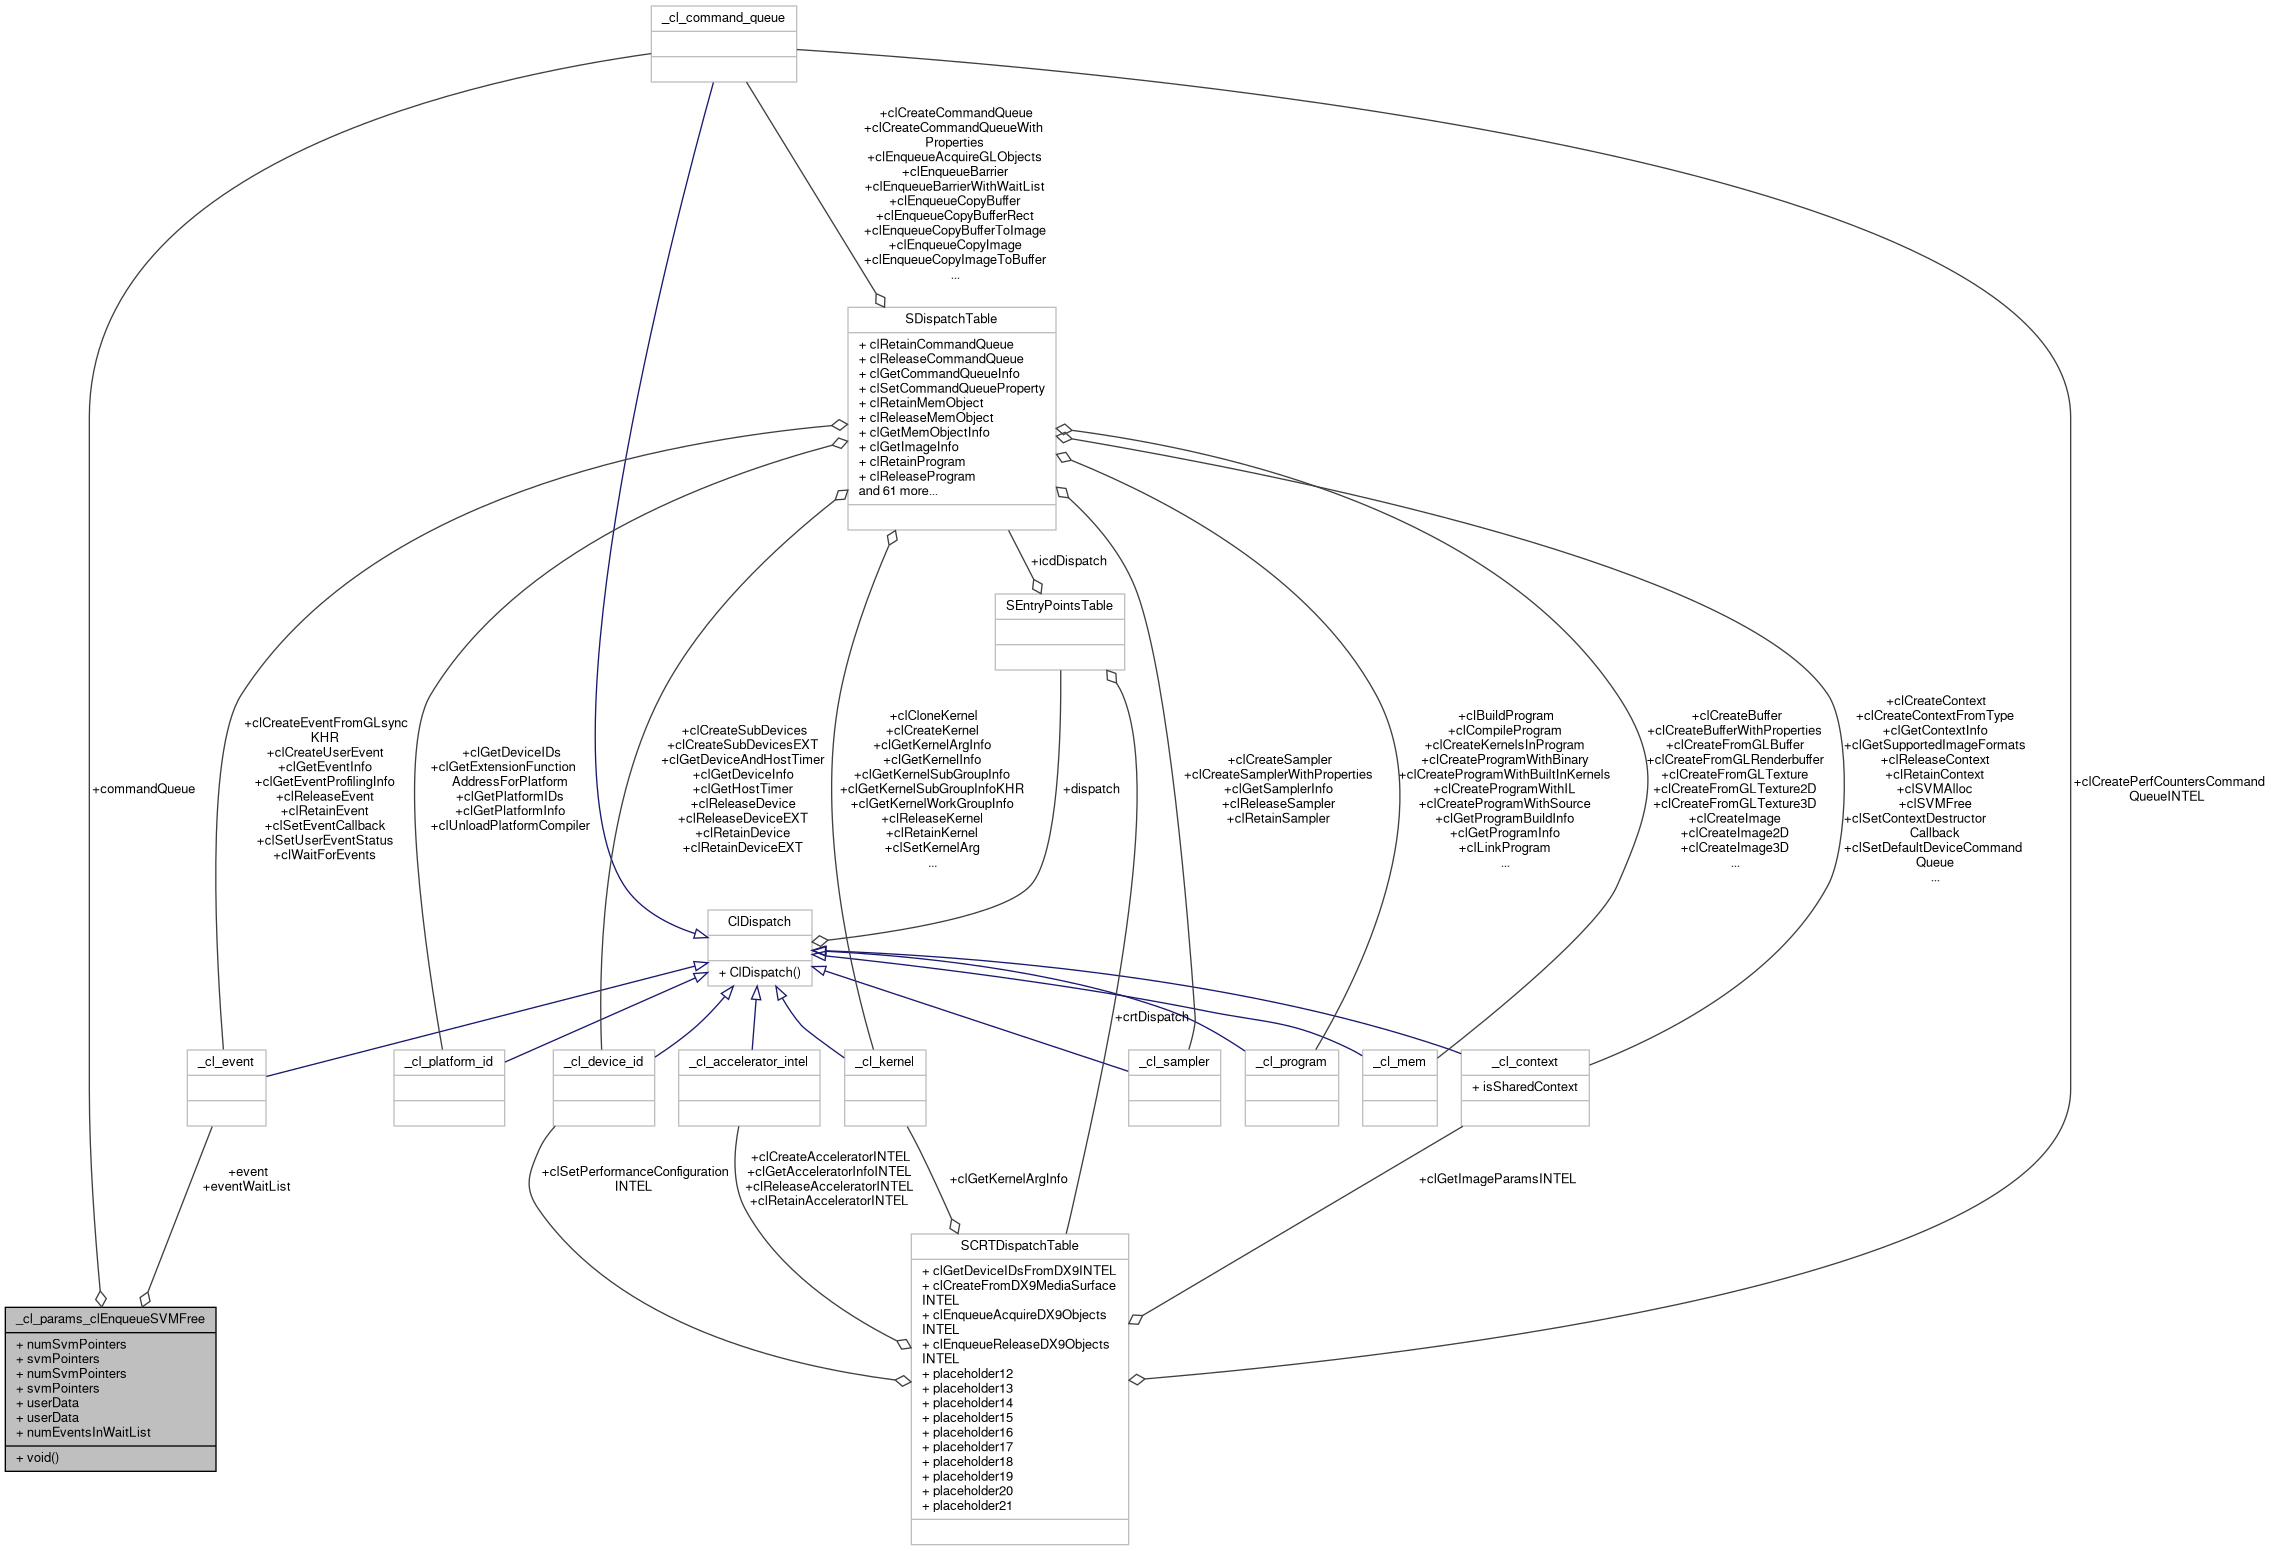 _cl_command_queue
+clCreateCommandQueue
+clCreateCommandQueueWith
Properties
+clEnqueueAcquireGLObjects
+clEnqueueBarrier
+clEnqueueBarrierWithWaitList
+clEnqueueCopyBuffer
+clEnqueueCopyBufferRect
+clEnqueueCopyBufferToImage
+clEnqueueCopyImage
+clEnqueueCopyImageToBuffer
...
SDispatchTable
+ clRetainCommandQueue
+ clReleaseCommandQueue
+ clGetCommandQueueInfo
+ clSetCommandQueueProperty
+ clRetainMemObject
+ clReleaseMemObject
+ clGetMemObjectInfo
+ clGetImageInfo
+ clRetainProgram
+ clReleaseProgram
and 61 more...
+icdDispatch
SEntryPointsTable
+commandQueue
+clCreateEventFromGLsync
KHR
+clCreateUserEvent
+clGetEventInfo
+clGetEventProfilingInfo
+clReleaseEvent
+clRetainEvent
+clSetEventCallback
+clSetUserEventStatus
+clWaitForEvents
+clGetDeviceIDs
+clGetExtensionFunction
AddressForPlatform
+clGetPlatformIDs
+clGetPlatformInfo
+clUnloadPlatformCompiler
+clCreateSubDevices
+clCreateSubDevicesEXT
+clGetDeviceAndHostTimer
+clGetDeviceInfo
+clGetHostTimer
+clReleaseDevice
+clReleaseDeviceEXT
+clRetainDevice
+clRetainDeviceEXT
+clCloneKernel
+clCreateKernel
+clGetKernelArgInfo
+clGetKernelInfo
+clGetKernelSubGroupInfo
+clGetKernelSubGroupInfoKHR
+clGetKernelWorkGroupInfo
+clReleaseKernel
+clRetainKernel
+clSetKernelArg
...
+dispatch
+clCreateSampler
+clCreateSamplerWithProperties
+clGetSamplerInfo
+clReleaseSampler
+clRetainSampler
+clBuildProgram
+clCompileProgram
+clCreateKernelsInProgram
+clCreateProgramWithBinary
+clCreateProgramWithBuiltInKernels
+clCreateProgramWithIL
+clCreateProgramWithSource
+clGetProgramBuildInfo
+clGetProgramInfo
+clLinkProgram
...
+clCreateBuffer
+clCreateBufferWithProperties
+clCreateFromGLBuffer
+clCreateFromGLRenderbuffer
+clCreateFromGLTexture
+clCreateFromGLTexture2D
+clCreateFromGLTexture3D
+clCreateImage
+clCreateImage2D
+clCreateImage3D
...
+clCreateContext
+clCreateContextFromType
+clGetContextInfo
+clGetSupportedImageFormats
+clReleaseContext
+clRetainContext
+clSVMAlloc
+clSVMFree
+clSetContextDestructor
Callback
+clSetDefaultDeviceCommand
Queue
...
+clCreatePerfCountersCommand
QueueINTEL
ClDispatch
+ ClDispatch()
+crtDispatch
_cl_event
_cl_platform_id
_cl_device_id
_cl_accelerator_intel
_cl_kernel
_cl_sampler
_cl_program
_cl_mem
_cl_context
+ isSharedContext
+event
+eventWaitList
+clSetPerformanceConfiguration
INTEL
+clCreateAcceleratorINTEL
+clGetAcceleratorInfoINTEL
+clReleaseAcceleratorINTEL
+clRetainAcceleratorINTEL
+clGetKernelArgInfo
+clGetImageParamsINTEL
_cl_params_clEnqueueSVMFree
+ numSvmPointers
+ svmPointers
+ numSvmPointers
+ svmPointers
+ userData
+ userData
+ numEventsInWaitList
+ void()
SCRTDispatchTable
+ clGetDeviceIDsFromDX9INTEL
+ clCreateFromDX9MediaSurface
INTEL
+ clEnqueueAcquireDX9Objects
INTEL
+ clEnqueueReleaseDX9Objects
INTEL
+ placeholder12
+ placeholder13
+ placeholder14
+ placeholder15
+ placeholder16
+ placeholder17
+ placeholder18
+ placeholder19
+ placeholder20
+ placeholder21